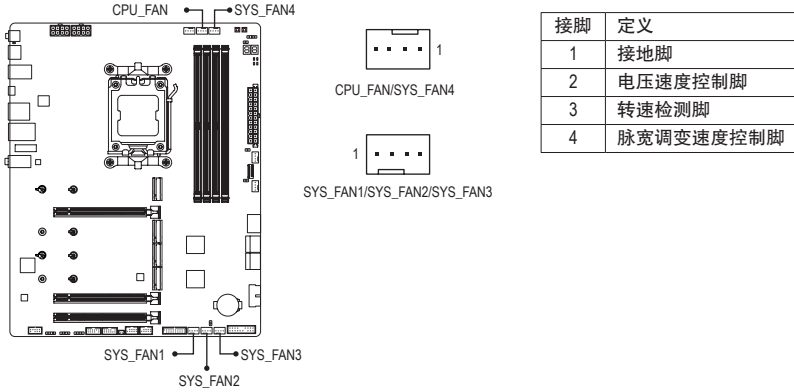 CPU_FAN
SYS_FAN4
1
CPU_FAN/SYS_FAN4
1
SYS_FAN1/SYS_FAN2/SYS_FAN3
SYS_FAN1
SYS_FAN3
SYS_FAN2
接脚 定义
1 接地脚
2 电压速度控制脚
3 转速检测脚
4 脉宽调变速度控制脚